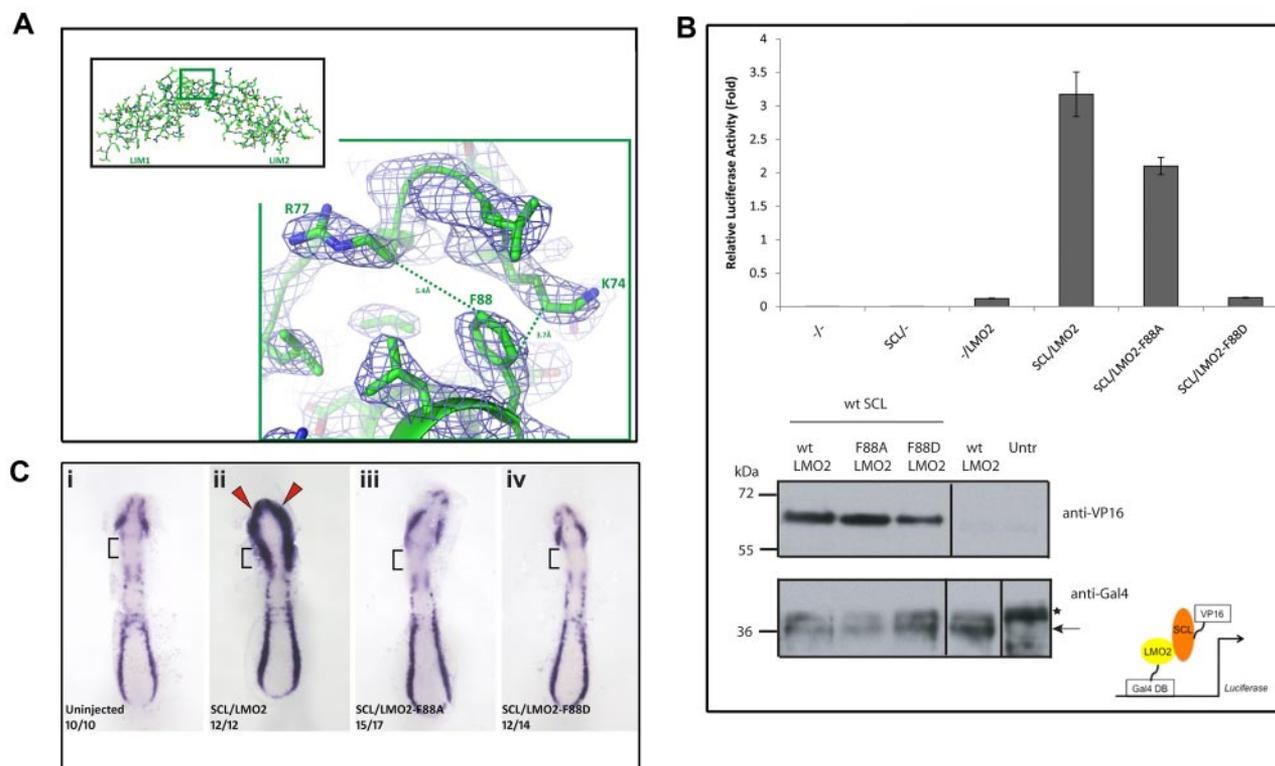 A
LIM1
LIM2
R77
5.4Å
F88
K74
3.7Å
B
Relative Luciferase Activity (Fold)
4
3.5
3
2.5
2
1.5
1
0.5
0
-/-
SCL/-
-/LMO2
SCL/LMO2
SCL/LMO2-F88A
SCL/LMO2-F88D
wt SCL
wt F88A F88D wt Untr
LMO2 LMO2 LMO2 LMO2
kDa
72
55
anti-VP16
anti-Gal4
36
VP16
SCL
LMO2
Gal4 DB
Luciferase
C
i
Uninjected
10/10
ii
SCL/LMO2
12/12
iii
SCL/LMO2-F88A
15/17
iv
SCL/LMO2-F88D
12/14